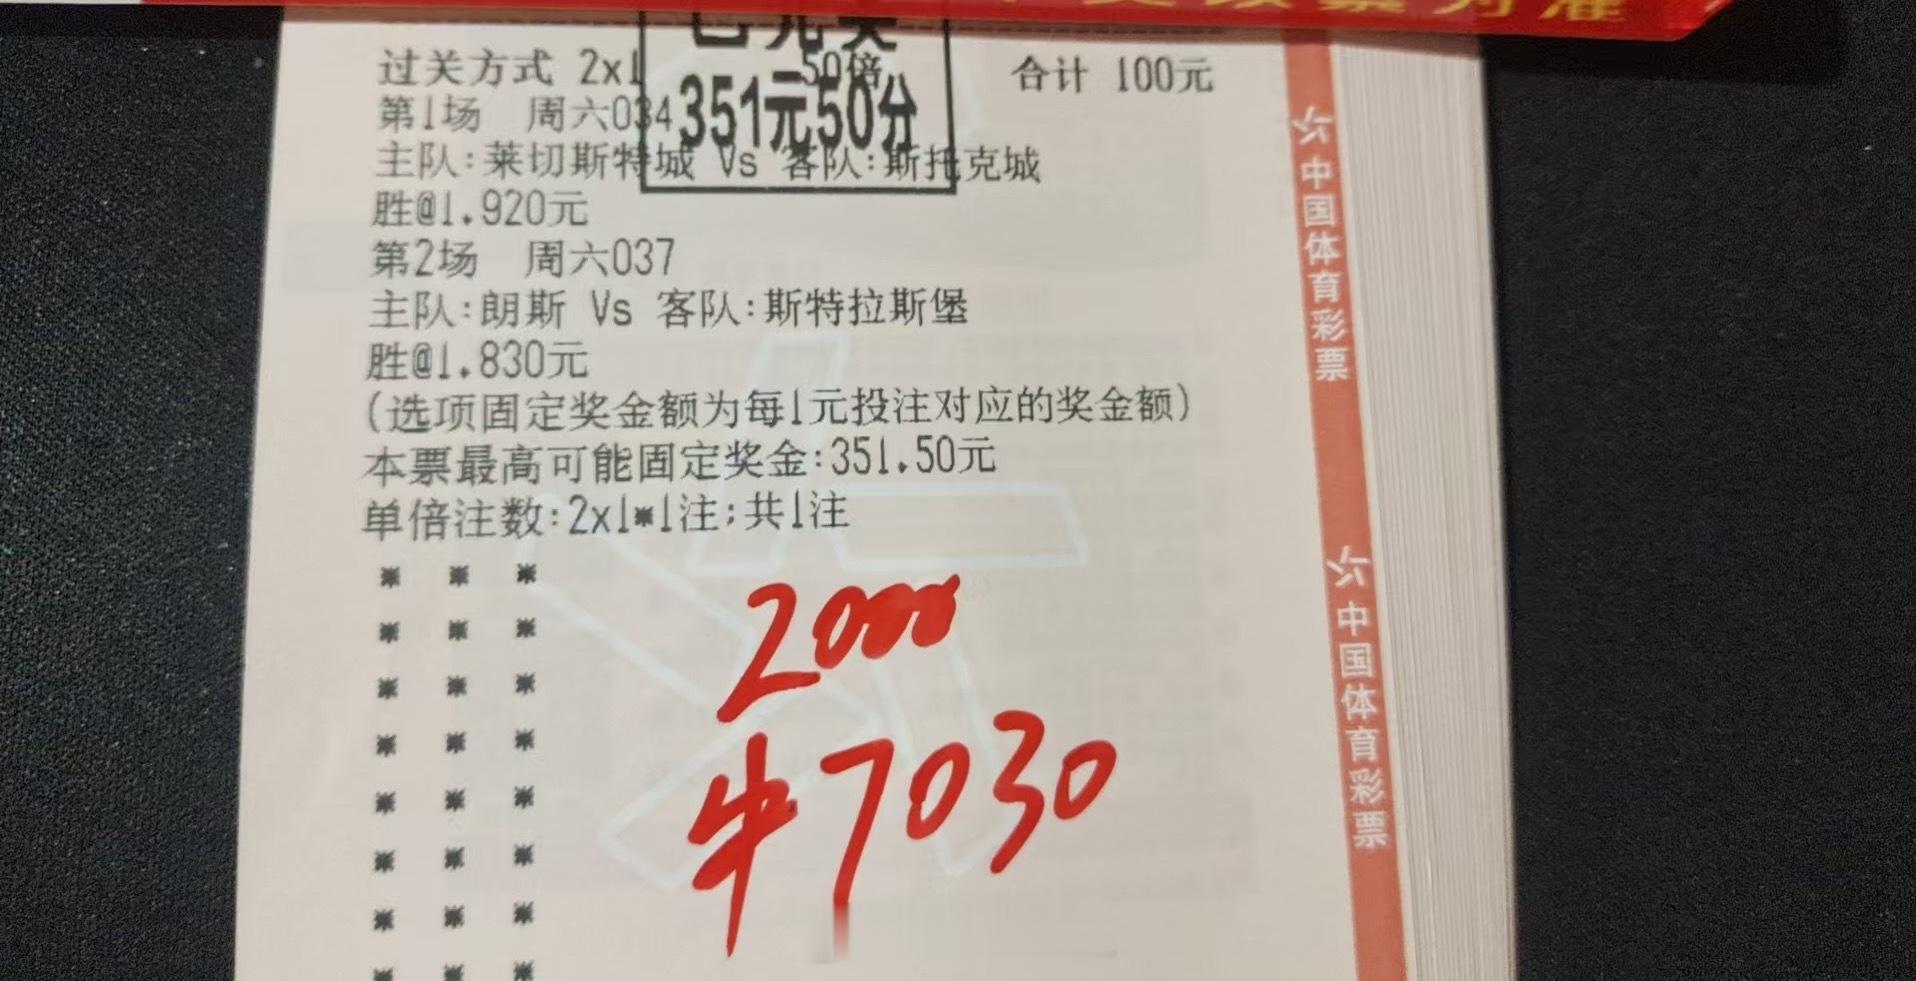 过关方式 2x1 50倍 合计 100元
351元50分
第1场 周六034
主队:莱切斯特城 Vs 客队:斯托克城
胜@1.920元
第2场 周六037
主队:朗斯 Vs 客队:斯特拉斯堡
胜@1.830元
(选项固定奖金额为每1元投注对应的奖金额)
本票最高可能固定奖金:351.50元
单倍注数:2x1*1注;共1注
2000
中7030
中国体育彩票
中国体育彩票